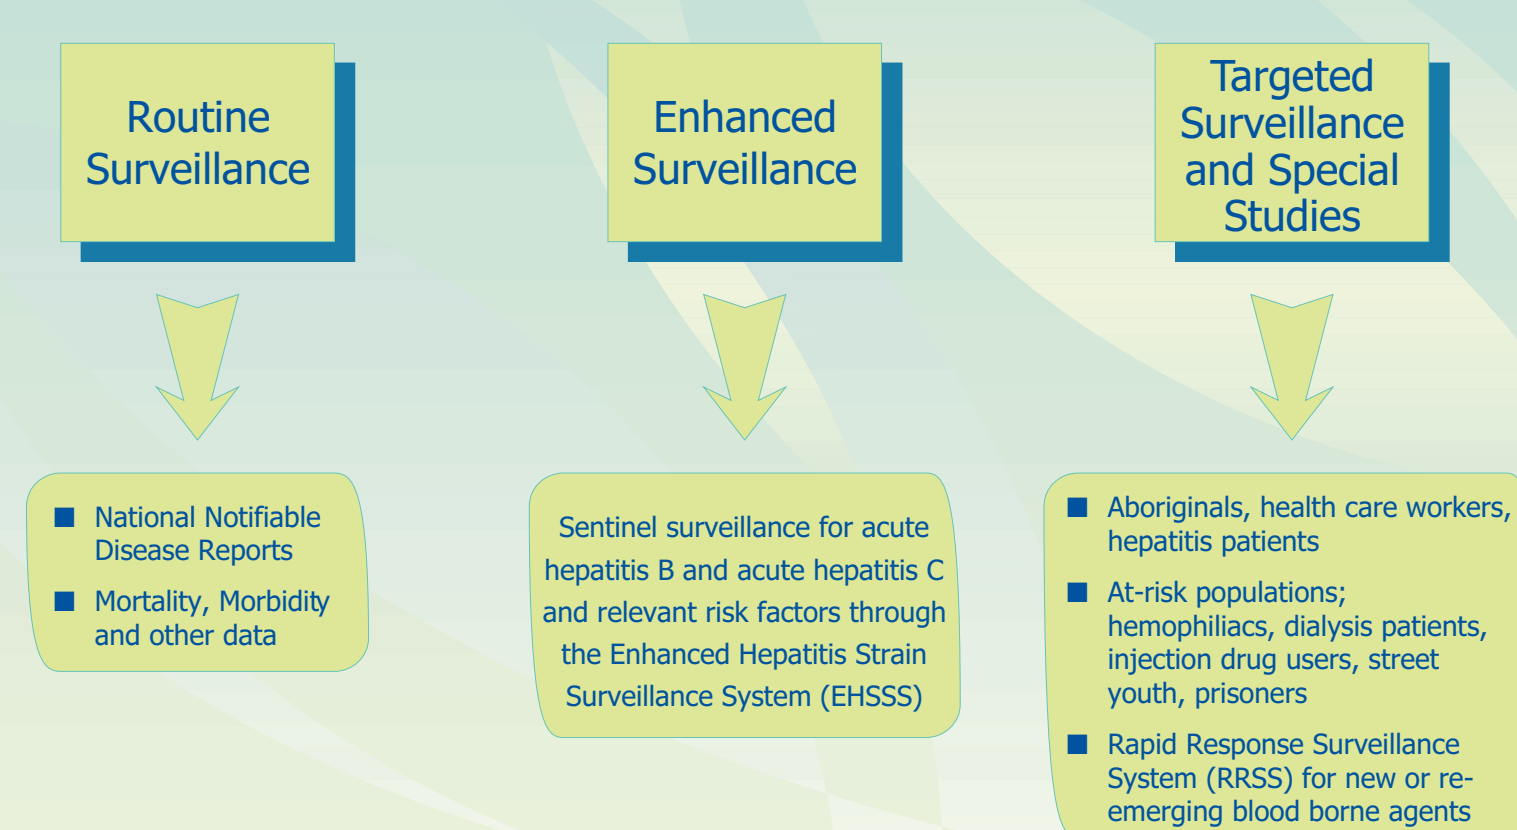 Routine
Surveillance
Enhanced
Surveillance
Targeted
Surveillance
and Special
Studies
■ National Notifiable
Disease Reports
■ Mortality, Morbidity
and other data
Sentinel surveillance for acute
hepatitis B and acute hepatitis C
and relevant risk factors through
the Enhanced Hepatitis Strain
Surveillance System (EHSSS)
■ Aboriginals, health care workers,
hepatitis patients
■ At-risk populations;
hemophiliacs, dialysis patients,
injection drug users, street
youth, prisoners
■ Rapid Response Surveillance
System (RRSS) for new or re-
emerging blood borne agents